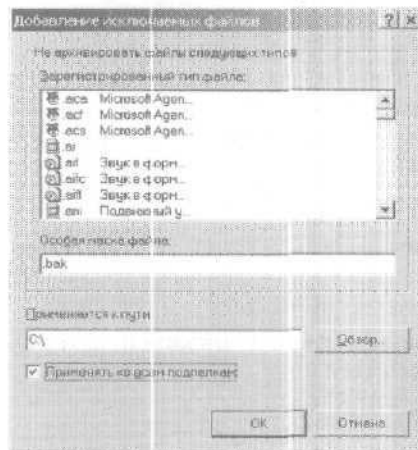 Добавление исключаемых файлов
Не архивировать файлы следующих типов
Зарегистрированный тип файла:
.aca Microsoft Agen...
.acf Microsoft Agen...
.acs Microsoft Agen...
.ai
.aif Звук в форм...
.aifc Звук в форм...
.aiff Звук в форм...
.ani Подвижный у...
Особая маска файла:
.bak
Применяется к пути
C:\
Обзор...
Применять ко всем подпапкам
OK
Отмена